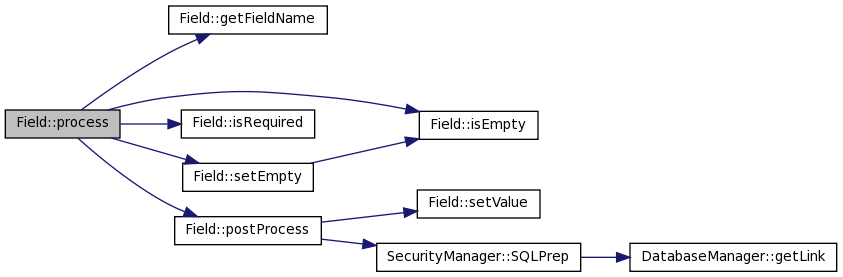 Field::getFieldName
Field::process
Field::isRequired
Field::isEmpty
Field::setEmpty
Field::setValue
Field::postProcess
SecurityManager::SQLPrep
DatabaseManager::getLink